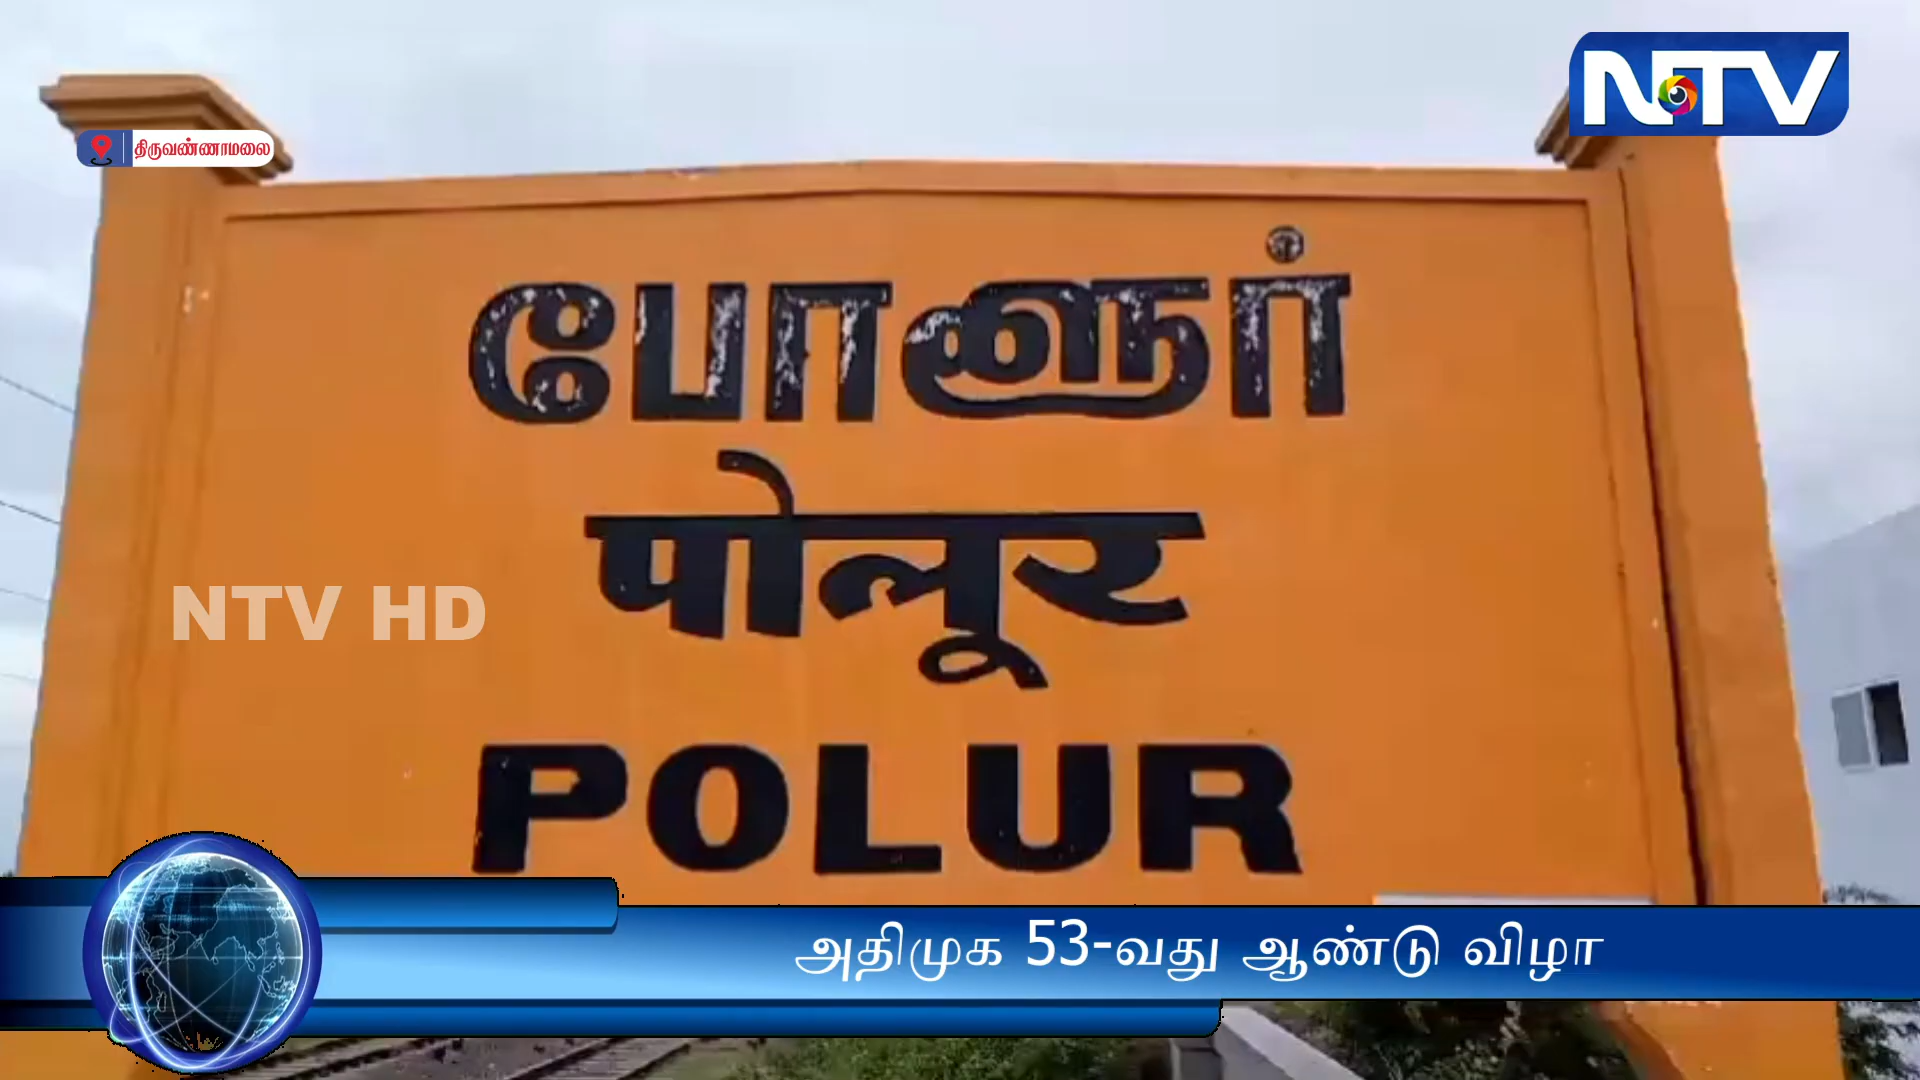 NTV
திருவண்ணாமலை
போளூர்
पोलूर
NTV HD
POLUR
அதிமுக 53-வது ஆண்டு விழா